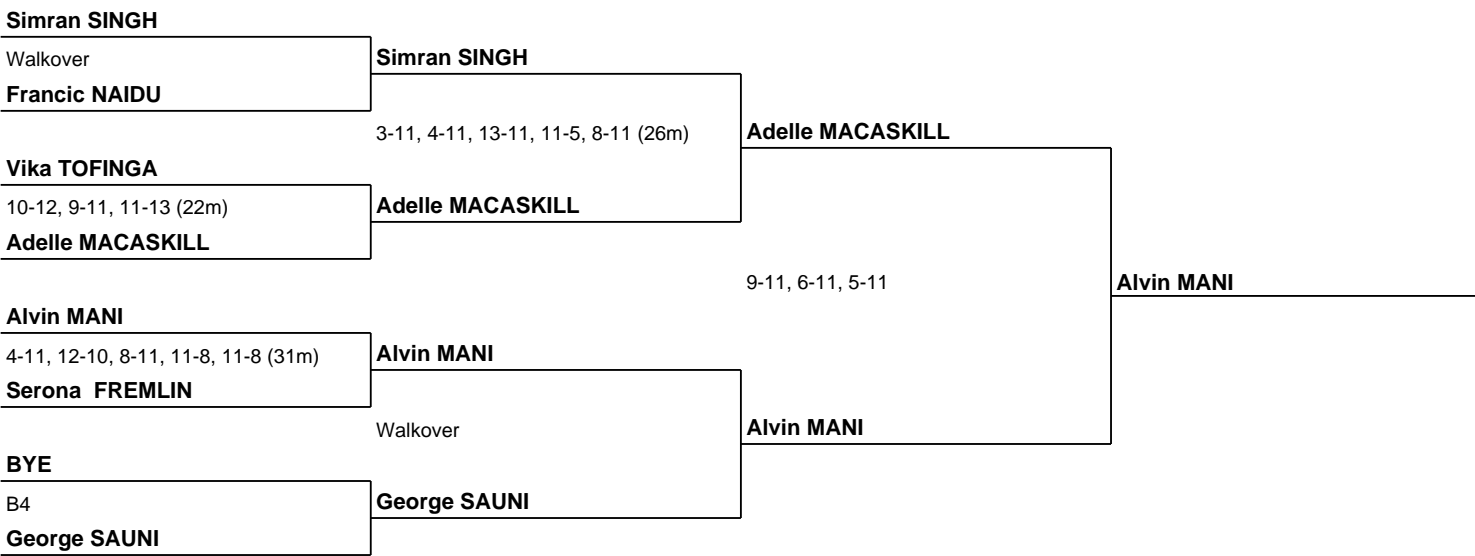 Simran SINGH
Walkover
Simran SINGH
Francic NAIDU
3-11, 4-11, 13-11, 11-5, 8-11 (26m)
Adelle MACASKILL
Vika TOFINGA
10-12, 9-11, 11-13 (22m)
Adelle MACASKILL
Adelle MACASKILL
9-11, 6-11, 5-11
Alvin MANI
Alvin MANI
4-11, 12-10, 8-11, 11-8, 11-8 (31m)
Alvin MANI
Serona FREMLIN
Walkover
Alvin MANI
BYE
B4
George SAUNI
George SAUNI